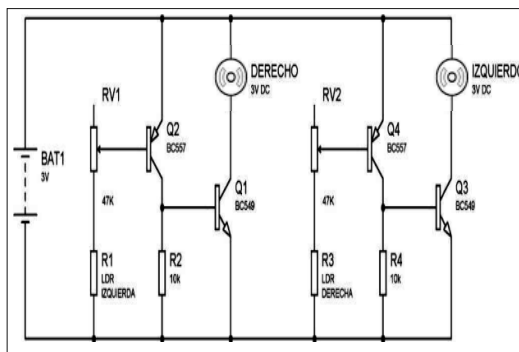 BAT1
3V
RV1
47K
R1
LDR
IZQUIERDA
Q2
BC557
R2
10k
DERECHO
3V DC
Q1
BC549
RV2
47K
R3
LDR
DERECHA
Q4
BC557
R4
10k
IZQUIERDO
3V DC
Q3
BC549